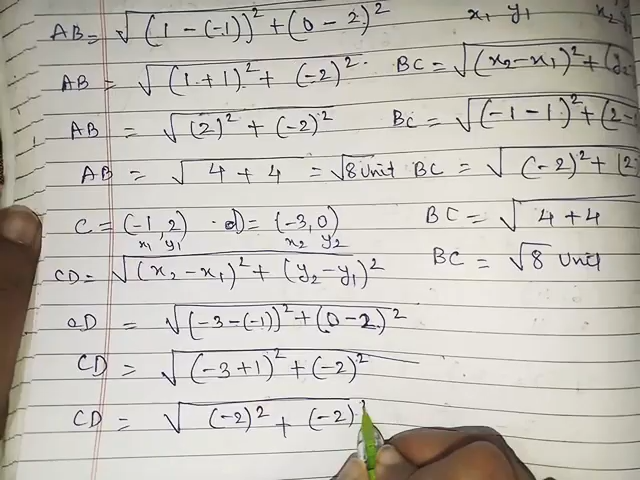 x₁ y₁ x₂
AB = √(1 - (-1))² + (0 - 2)²
AB = √(1+1)² + (-2)² BC = √(x₂-x₁)² + (y₂
AB = √(2)² + (-2)² BC = √(-1-1)² + (2-
AB = √4 + 4 = √8 Unit BC = √(-2)² + (2
C = (-1, 2) . d) = (-3, 0) BC = √4+4
x₁ y₁ x₂ y₂
CD = √(x₂-x₁)² + (y₂-y₁)² BC = √8 Unit
CD = √(-3-(-1))² + (0-2)²
CD = √(-3+1)² + (-2)²
CD = √(-2)² + (-2)